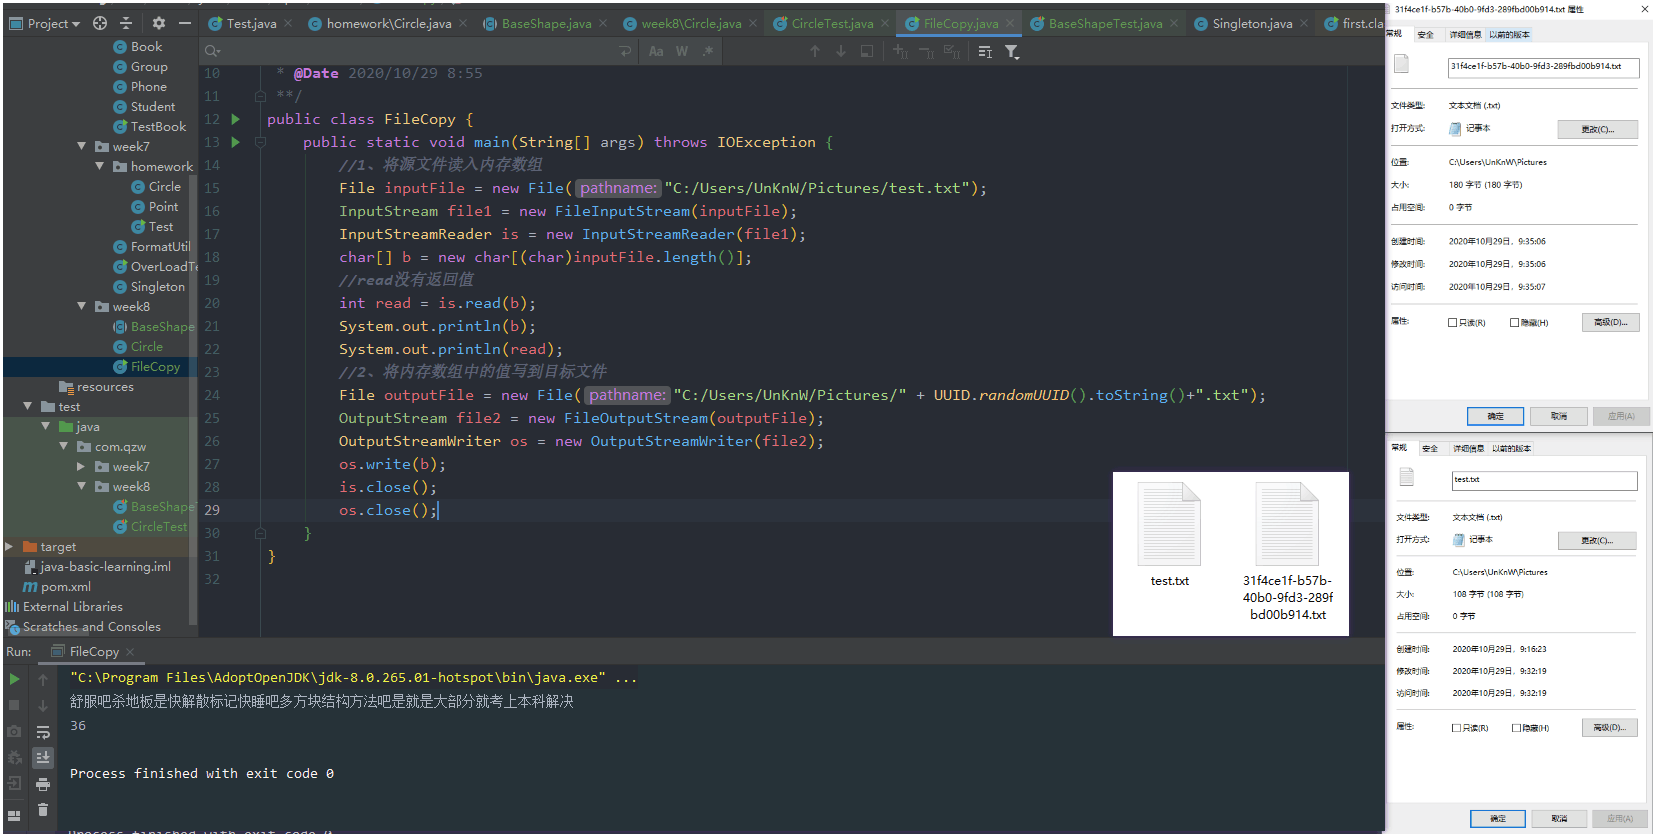 Project
Test.java
homework\Circle.java
BaseShape.java
week8\Circle.java
CircleTest.java
FileCopy.java
BaseShapeTest.java
Singleton.java
first.cla
Book
Group
Phone
Student
TestBook
week7
homework
Circle
Point
Test
FormatUtil
OverLoadTe
Singleton
week8
BaseShape
Circle
FileCopy
resources
test
java
com.qzw
week7
week8
BaseShape
CircleTest
target
java-basic-learning.iml
pom.xml
External Libraries
Scratches and Consoles
Aa W .*
10 * @Date 2020/10/29 8:55
11 **/
12 public class FileCopy {
13 public static void main(String[] args) throws IOException {
14 //1、将源文件读入内存数组
15 File inputFile = new File( pathname: "C:/Users/UnKnW/Pictures/test.txt");
16 InputStream file1 = new FileInputStream(inputFile);
17 InputStreamReader is = new InputStreamReader(file1);
18 char[] b = new char[(char)inputFile.length()];
19 //read没有返回值
20 int read = is.read(b);
21 System.out.println(b);
22 System.out.println(read);
23 //2、将内存数组中的值写到目标文件
24 File outputFile = new File( pathname: "C:/Users/UnKnW/Pictures/" + UUID.randomUUID().toString()+".txt");
25 OutputStream file2 = new FileOutputStream(outputFile);
26 OutputStreamWriter os = new OutputStreamWriter(file2);
27 os.write(b);
28 is.close();
29 os.close();
30 }
31 }
32
test.txt
31f4ce1f-b57b-
40b0-9fd3-289f
bd00b914.txt
Run: FileCopy
"C:\Program Files\AdoptOpenJDK\jdk-8.0.265.01-hotspot\bin\java.exe" ...
舒服吧杀地板是快解散标记快睡吧多方块结构方法吧是就是大部分就考上本科解决
36
Process finished with exit code 0
31f4ce1f-b57b-40b0-9fd3-289fbd00b914.txt 属性
常规 安全 详细信息 以前的版本
31f4ce1f-b57b-40b0-9fd3-289fbd00b914.txt
文件类型: 文本文档 (.txt)
打开方式: 记事本 更改(C)...
位置: C:\Users\UnKnW\Pictures
大小: 180 字节 (180 字节)
占用空间: 0 字节
创建时间: 2020年10月29日，9:35:06
修改时间: 2020年10月29日，9:35:06
访问时间: 2020年10月29日，9:35:07
属性: 只读(R) 隐藏(H) 高级(D)...
确定 取消 应用(A)
常规 安全 详细信息 以前的版本
test.txt
文件类型: 文本文档 (.txt)
打开方式: 记事本 更改(C)...
位置: C:\Users\UnKnW\Pictures
大小: 108 字节 (108 字节)
占用空间: 0 字节
创建时间: 2020年10月29日，9:16:23
修改时间: 2020年10月29日，9:32:19
访问时间: 2020年10月29日，9:32:19
属性: 只读(R) 隐藏(H) 高级(D)...
确定 取消 应用(A)